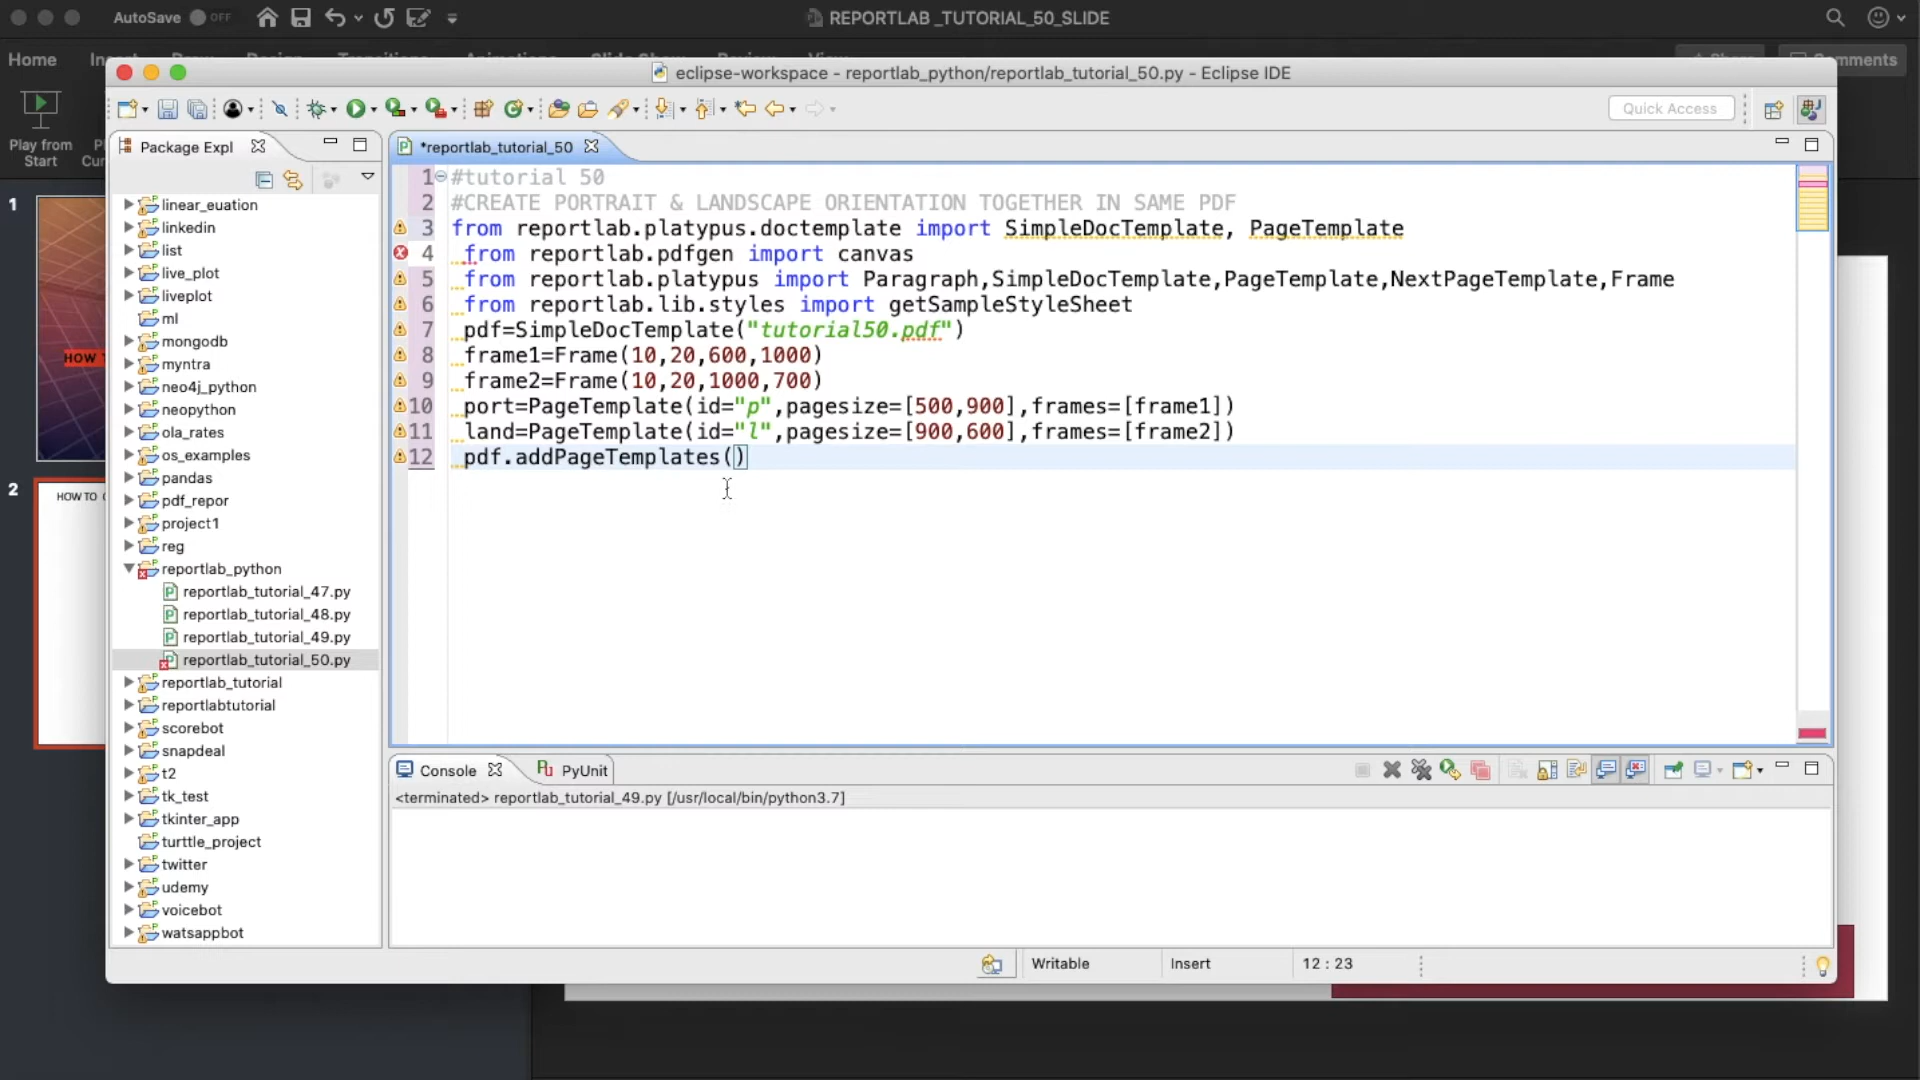 AutoSave OFF
REPORTLAB _TUTORIAL_50_SLIDE
Home
eclipse-workspace - reportlab_python/reportlab_tutorial_50.py - Eclipse IDE
Quick Access
Play from
Start
Package Expl
*reportlab_tutorial_50
1
2
HOW TO
linear_euation
linkedin
list
live_plot
liveplot
ml
mongodb
myntra
neo4j_python
neopython
ola_rates
os_examples
pandas
pdf_repor
project1
reg
reportlab_python
reportlab_tutorial_47.py
reportlab_tutorial_48.py
reportlab_tutorial_49.py
reportlab_tutorial_50.py
reportlab_tutorial
reportlabtutorial
scorebot
snapdeal
t2
tk_test
tkinter_app
turttle_project
twitter
udemy
voicebot
watsappbot
1 #tutorial 50
2 #CREATE PORTRAIT & LANDSCAPE ORIENTATION TOGETHER IN SAME PDF
3 from reportlab.platypus.doctemplate import SimpleDocTemplate, PageTemplate
4 from reportlab.pdfgen import canvas
5 from reportlab.platypus import Paragraph,SimpleDocTemplate,PageTemplate,NextPageTemplate,Frame
6 from reportlab.lib.styles import getSampleStyleSheet
7 pdf=SimpleDocTemplate("tutorial50.pdf")
8 frame1=Frame(10,20,600,1000)
9 frame2=Frame(10,20,1000,700)
10 port=PageTemplate(id="p",pagesize=[500,900],frames=[frame1])
11 land=PageTemplate(id="l",pagesize=[900,600],frames=[frame2])
12 pdf.addPageTemplates()
Console
PyUnit
<terminated> reportlab_tutorial_49.py [/usr/local/bin/python3.7]
Writable
Insert
12 : 23